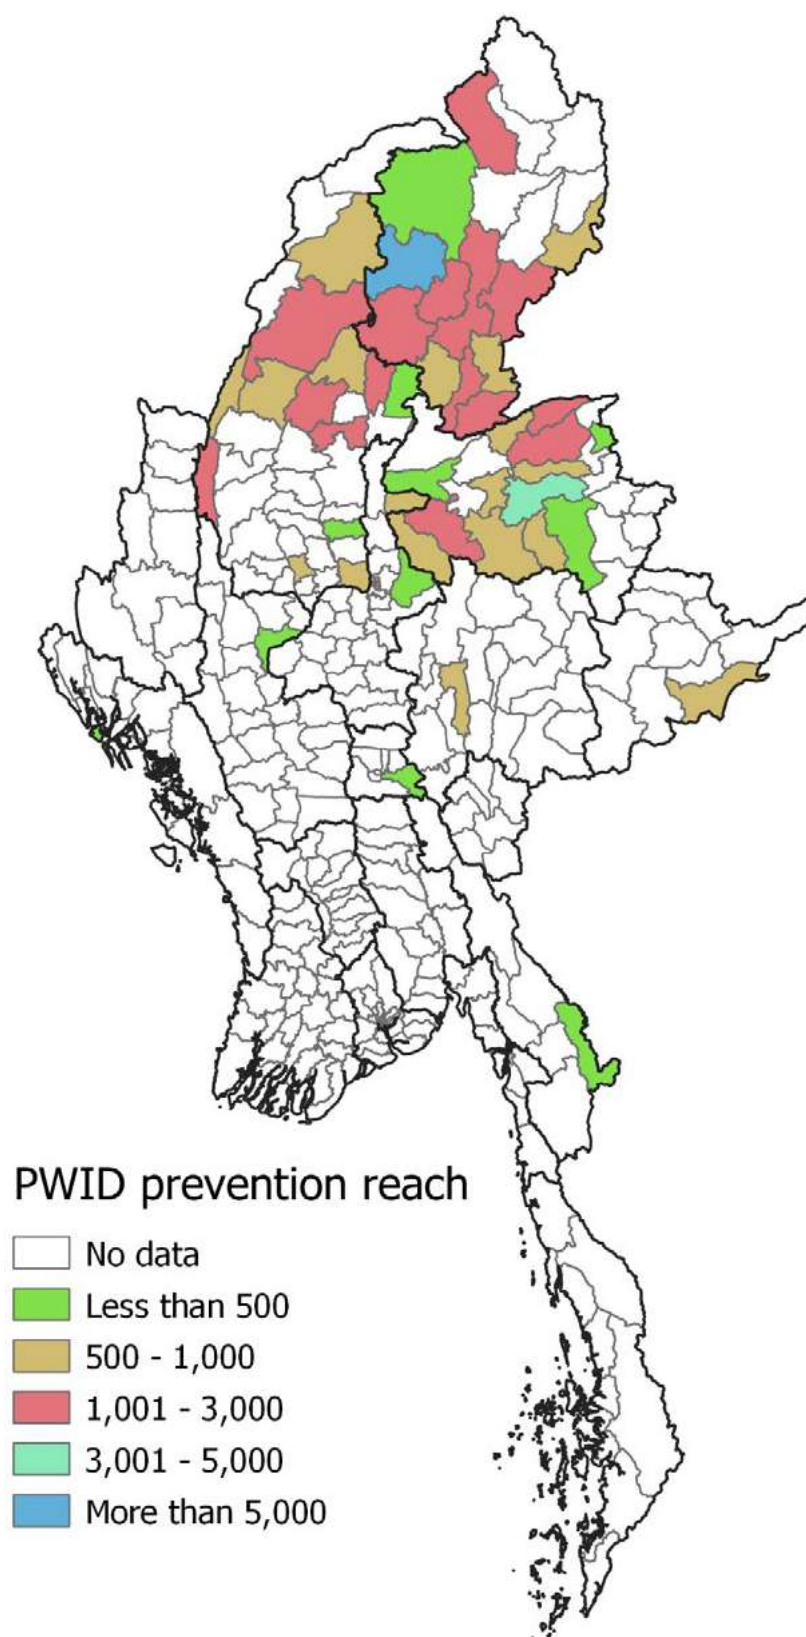 PWID prevention reach
No data
Less than 500
500 - 1,000
1,001 - 3,000
3,001 - 5,000
More than 5,000